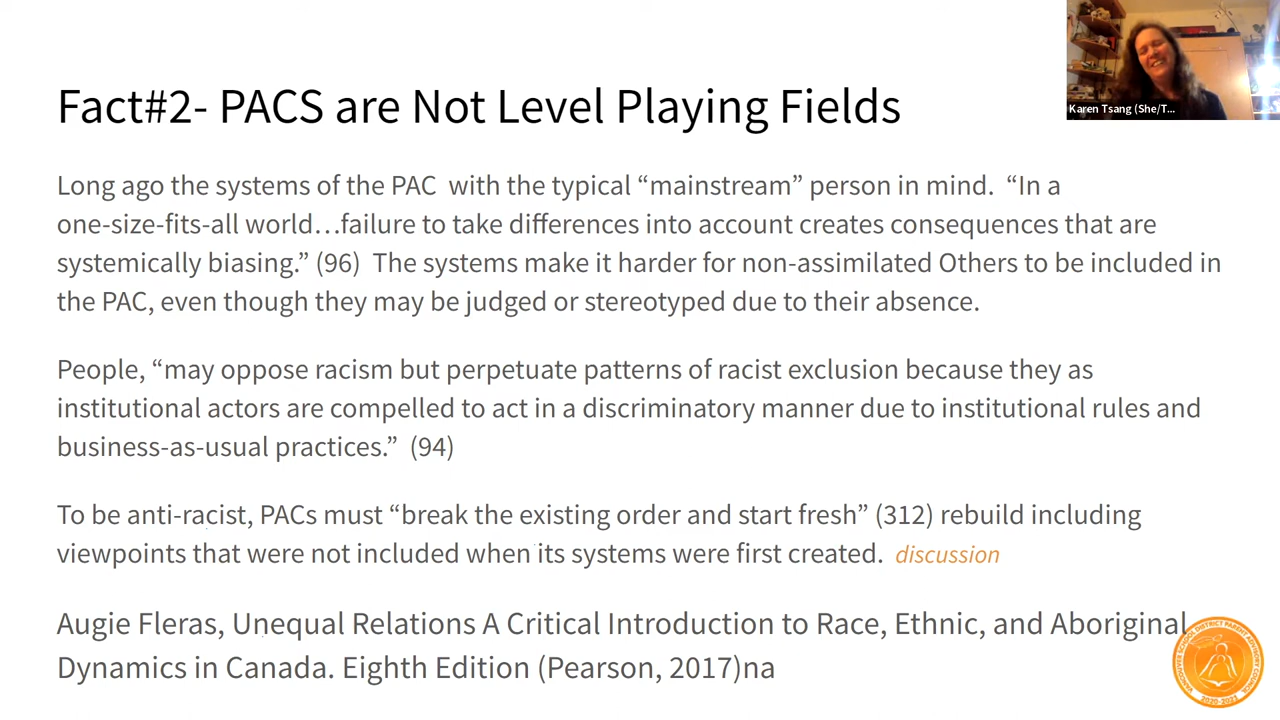 Karen Tsang (She/T...
Fact#2- PACS are Not Level Playing Fields
Long ago the systems of the PAC  with the typical “mainstream” person in mind.  “In a
one-size-fits-all world…failure to take differences into account creates consequences that are
systemically biasing.” (96)  The systems make it harder for non-assimilated Others to be included in
the PAC, even though they may be judged or stereotyped due to their absence.
People, “may oppose racism but perpetuate patterns of racist exclusion because they as
institutional actors are compelled to act in a discriminatory manner due to institutional rules and
business-as-usual practices.”  (94)
To be anti-racist, PACs must “break the existing order and start fresh” (312) rebuild including
viewpoints that were not included when its systems were first created.  discussion
Augie Fleras, Unequal Relations A Critical Introduction to Race, Ethnic, and Aboriginal
Dynamics in Canada. Eighth Edition (Pearson, 2017)na
VANCOUVER SCHOOL DISTRICT PARENT ADVISORY COUNCIL